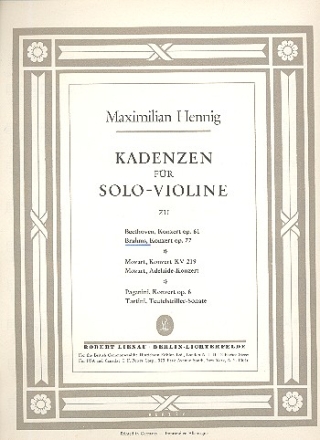 Maximilian Hennig
KADENZEN
FÜR
SOLO-VIOLINE
ZU
Beethoven, Konzert op. 61
Brahms, Konzert op. 77
Mozart, Konzert KV 219
Mozart, Adelaide-Konzert
Paganini, Konzert op. 6
Tartini, Teufelstriller-Sonate
ROBERT LIENAU · BERLIN-LICHTERFELDE